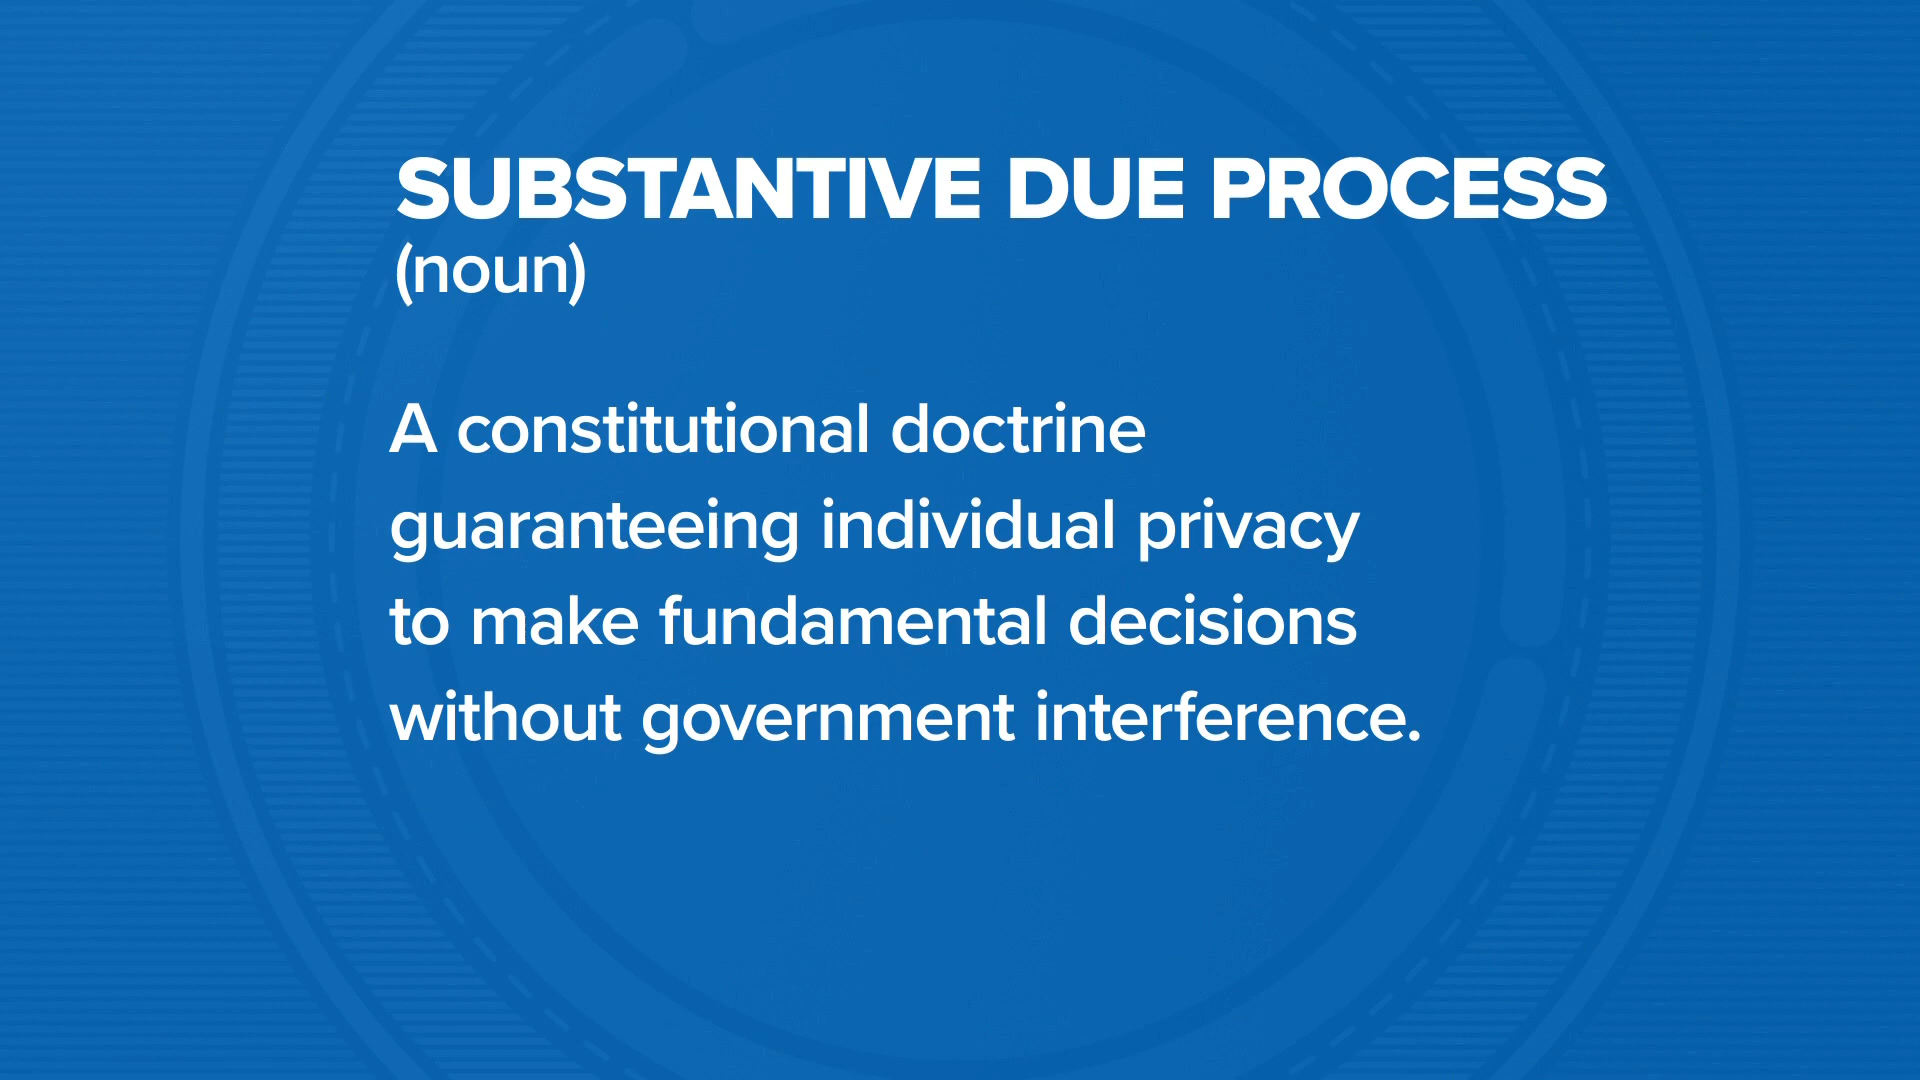 SUBSTANTIVE DUE PROCESS
(noun)
A constitutional doctrine
guaranteeing individual privacy
to make fundamental decisions
without government interference.